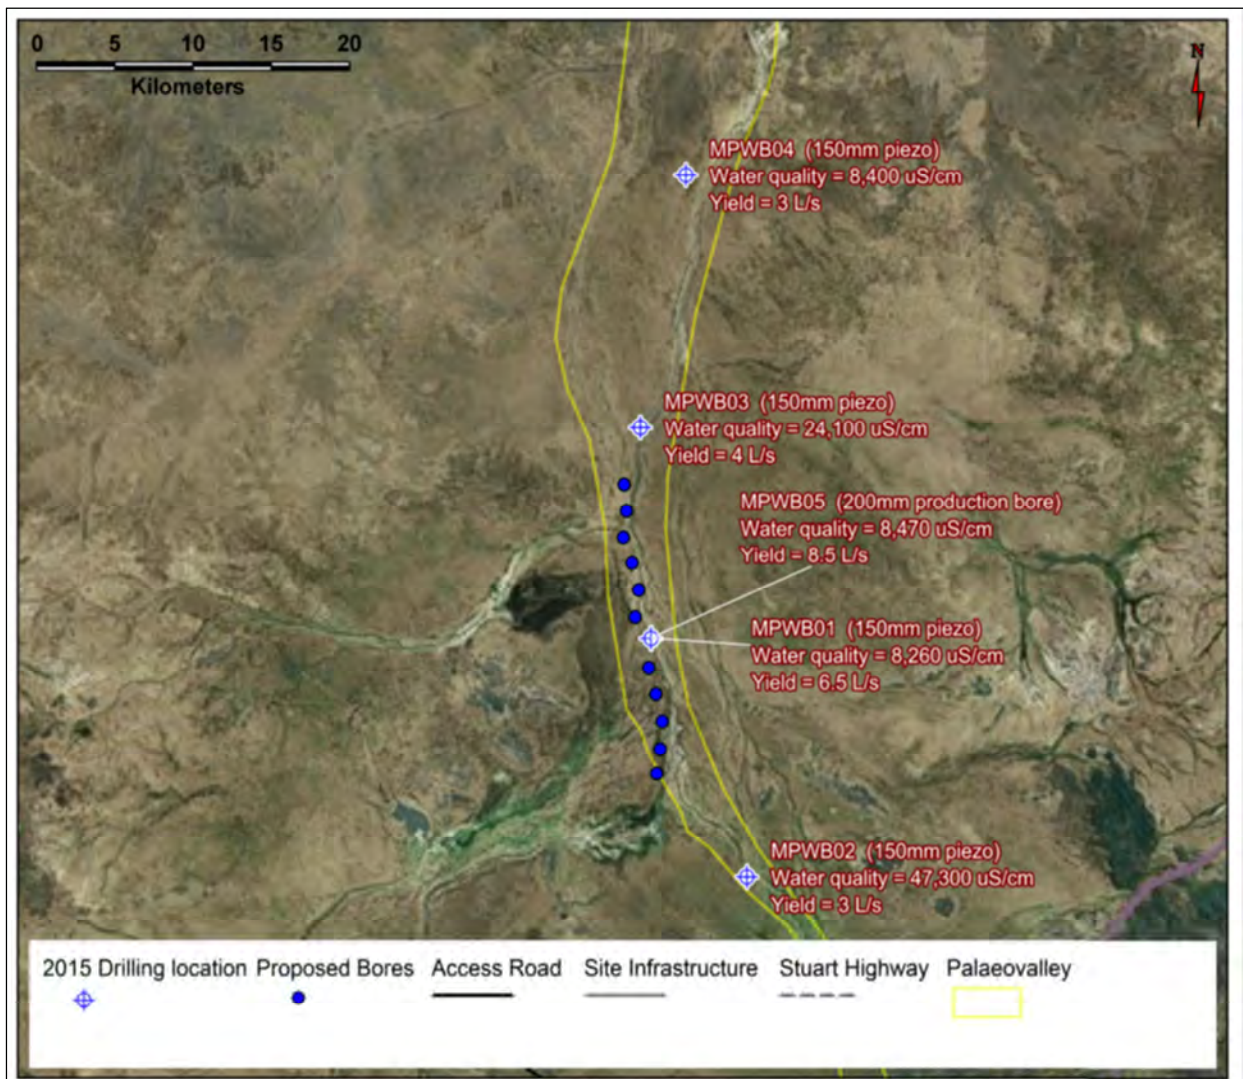 0 5 10 15 20
Kilometers
N
MPWB04 (150mm piezo)
Water quality = 8,400 uS/cm
Yield = 3 L/s
MPWB03 (150mm piezo)
Water quality = 24,100 uS/cm
Yield = 4 L/s
MPWB05 (200mm production bore)
Water quality = 8,470 uS/cm
Yield = 8.5 L/s
MPWB01 (150mm piezo)
Water quality = 8,260 uS/cm
Yield = 6.5 L/s
MPWB02 (150mm piezo)
Water quality = 47,300 uS/cm
Yield = 3 L/s
2015 Drilling location Proposed Bores Access Road Site Infrastructure Stuart Highway Palaeovalley